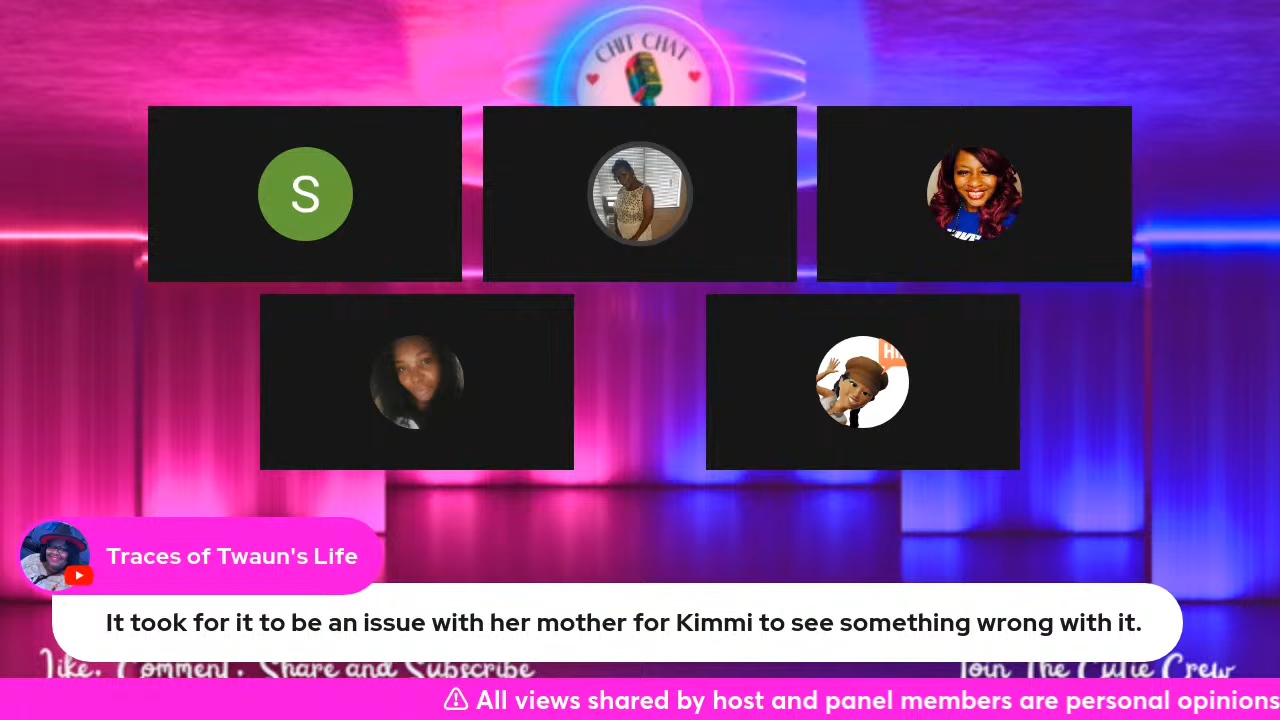 CHIT CHAT
S
HI
Traces of Twaun's Life
It took for it to be an issue with her mother for Kimmi to see something wrong with it.
Like, Comment, Share and Subscribe
Join The Cutie Crew
⚠ All views shared by host and panel members are personal opinions